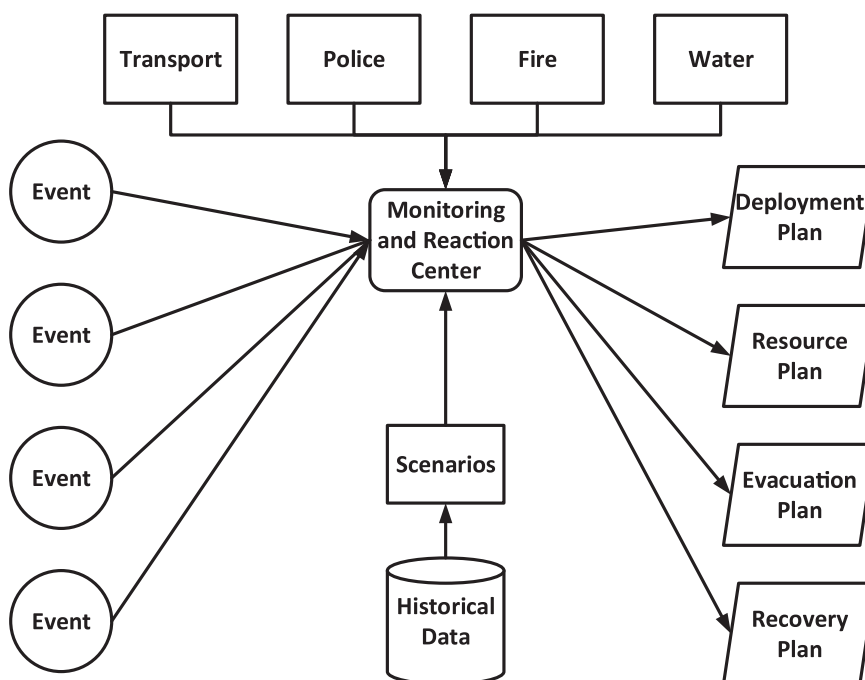 Transport
Police
Fire
Water
Event
Monitoring
and Reaction
Center
Deployment
Plan
Event
Resource
Plan
Event
Scenarios
Evacuation
Plan
Event
Historical
Data
Recovery
Plan